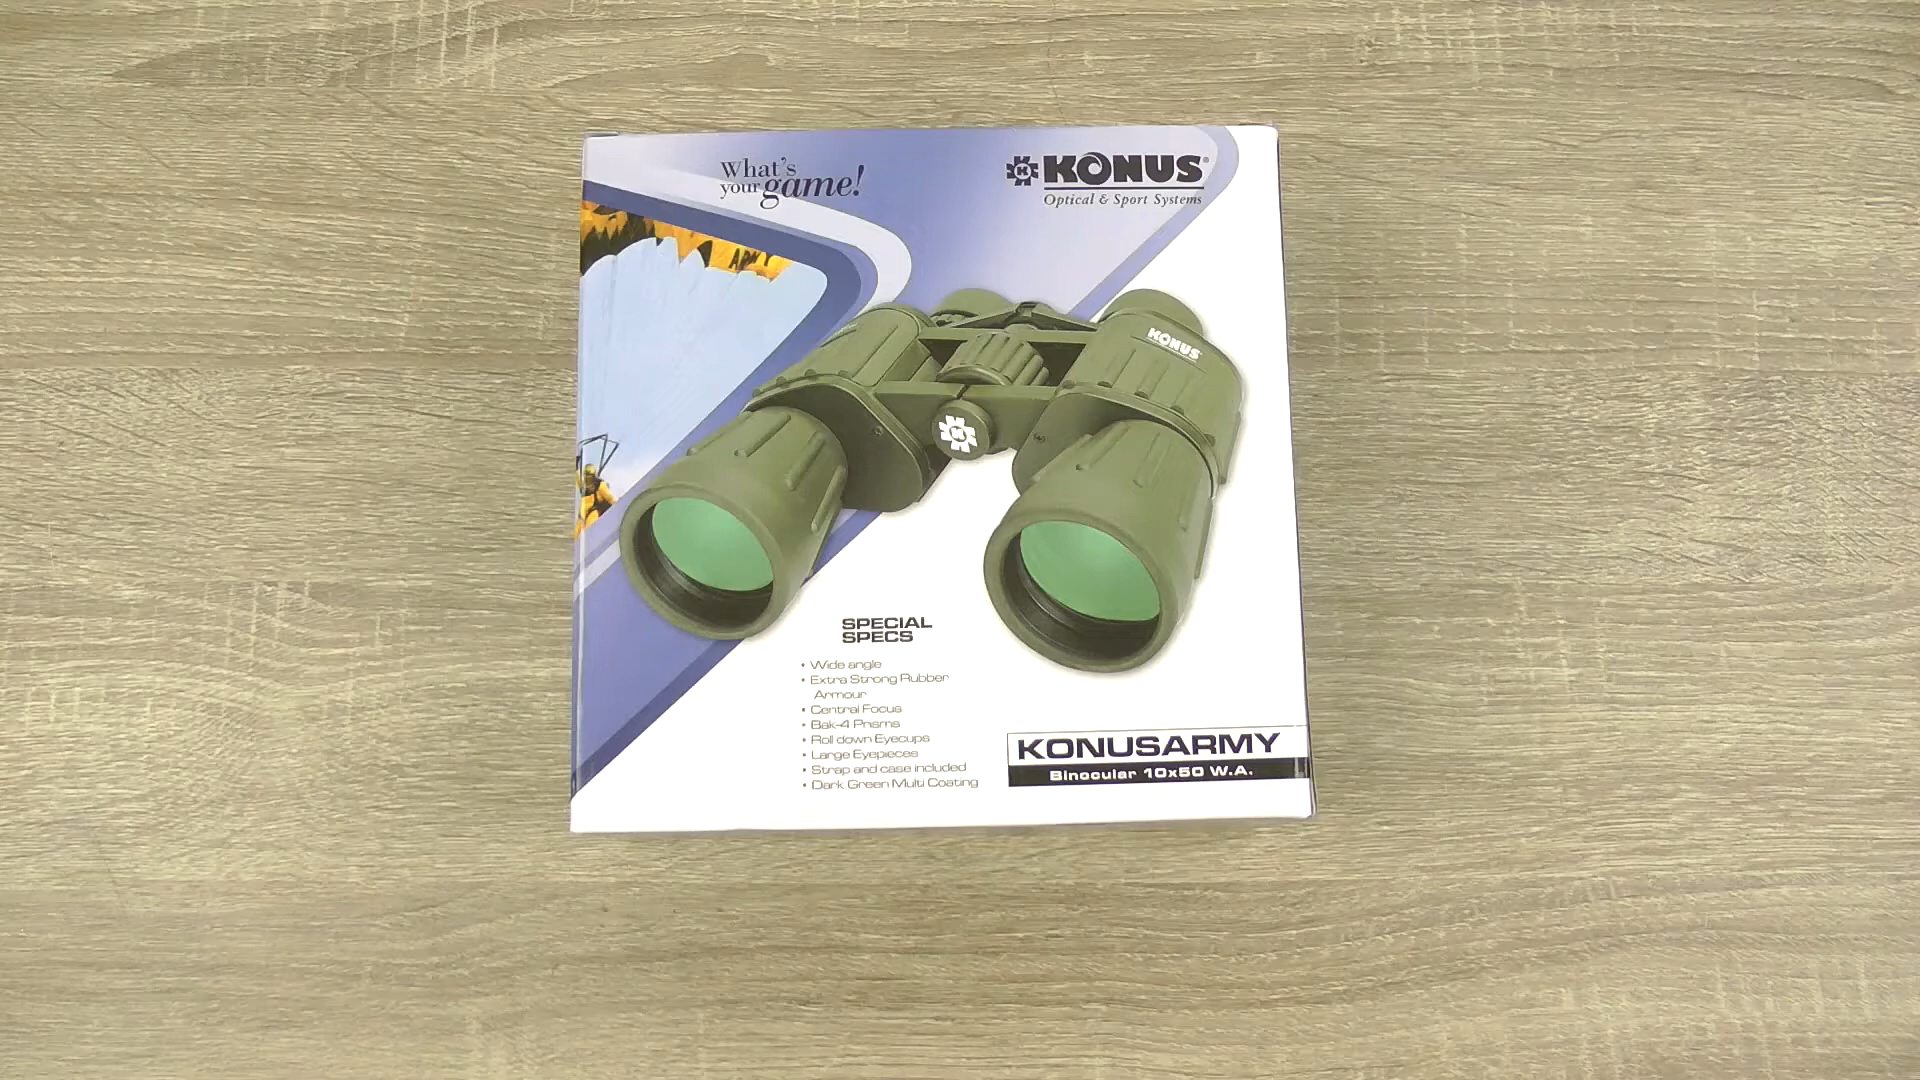 What's
your game!
KONUS®
Optical & Sport Systems
ARMY
KONUS
SPECIAL
SPECS
• Wide angle
• Extra Strong Rubber
Armour
• Central Focus
• Bak-4 Prisms
• Roll down Eyecups
• Large Eyepieces
• Strap and case included
• Dark Green Multi Coating
KONUSARMY
Binocular 10x50 W.A.